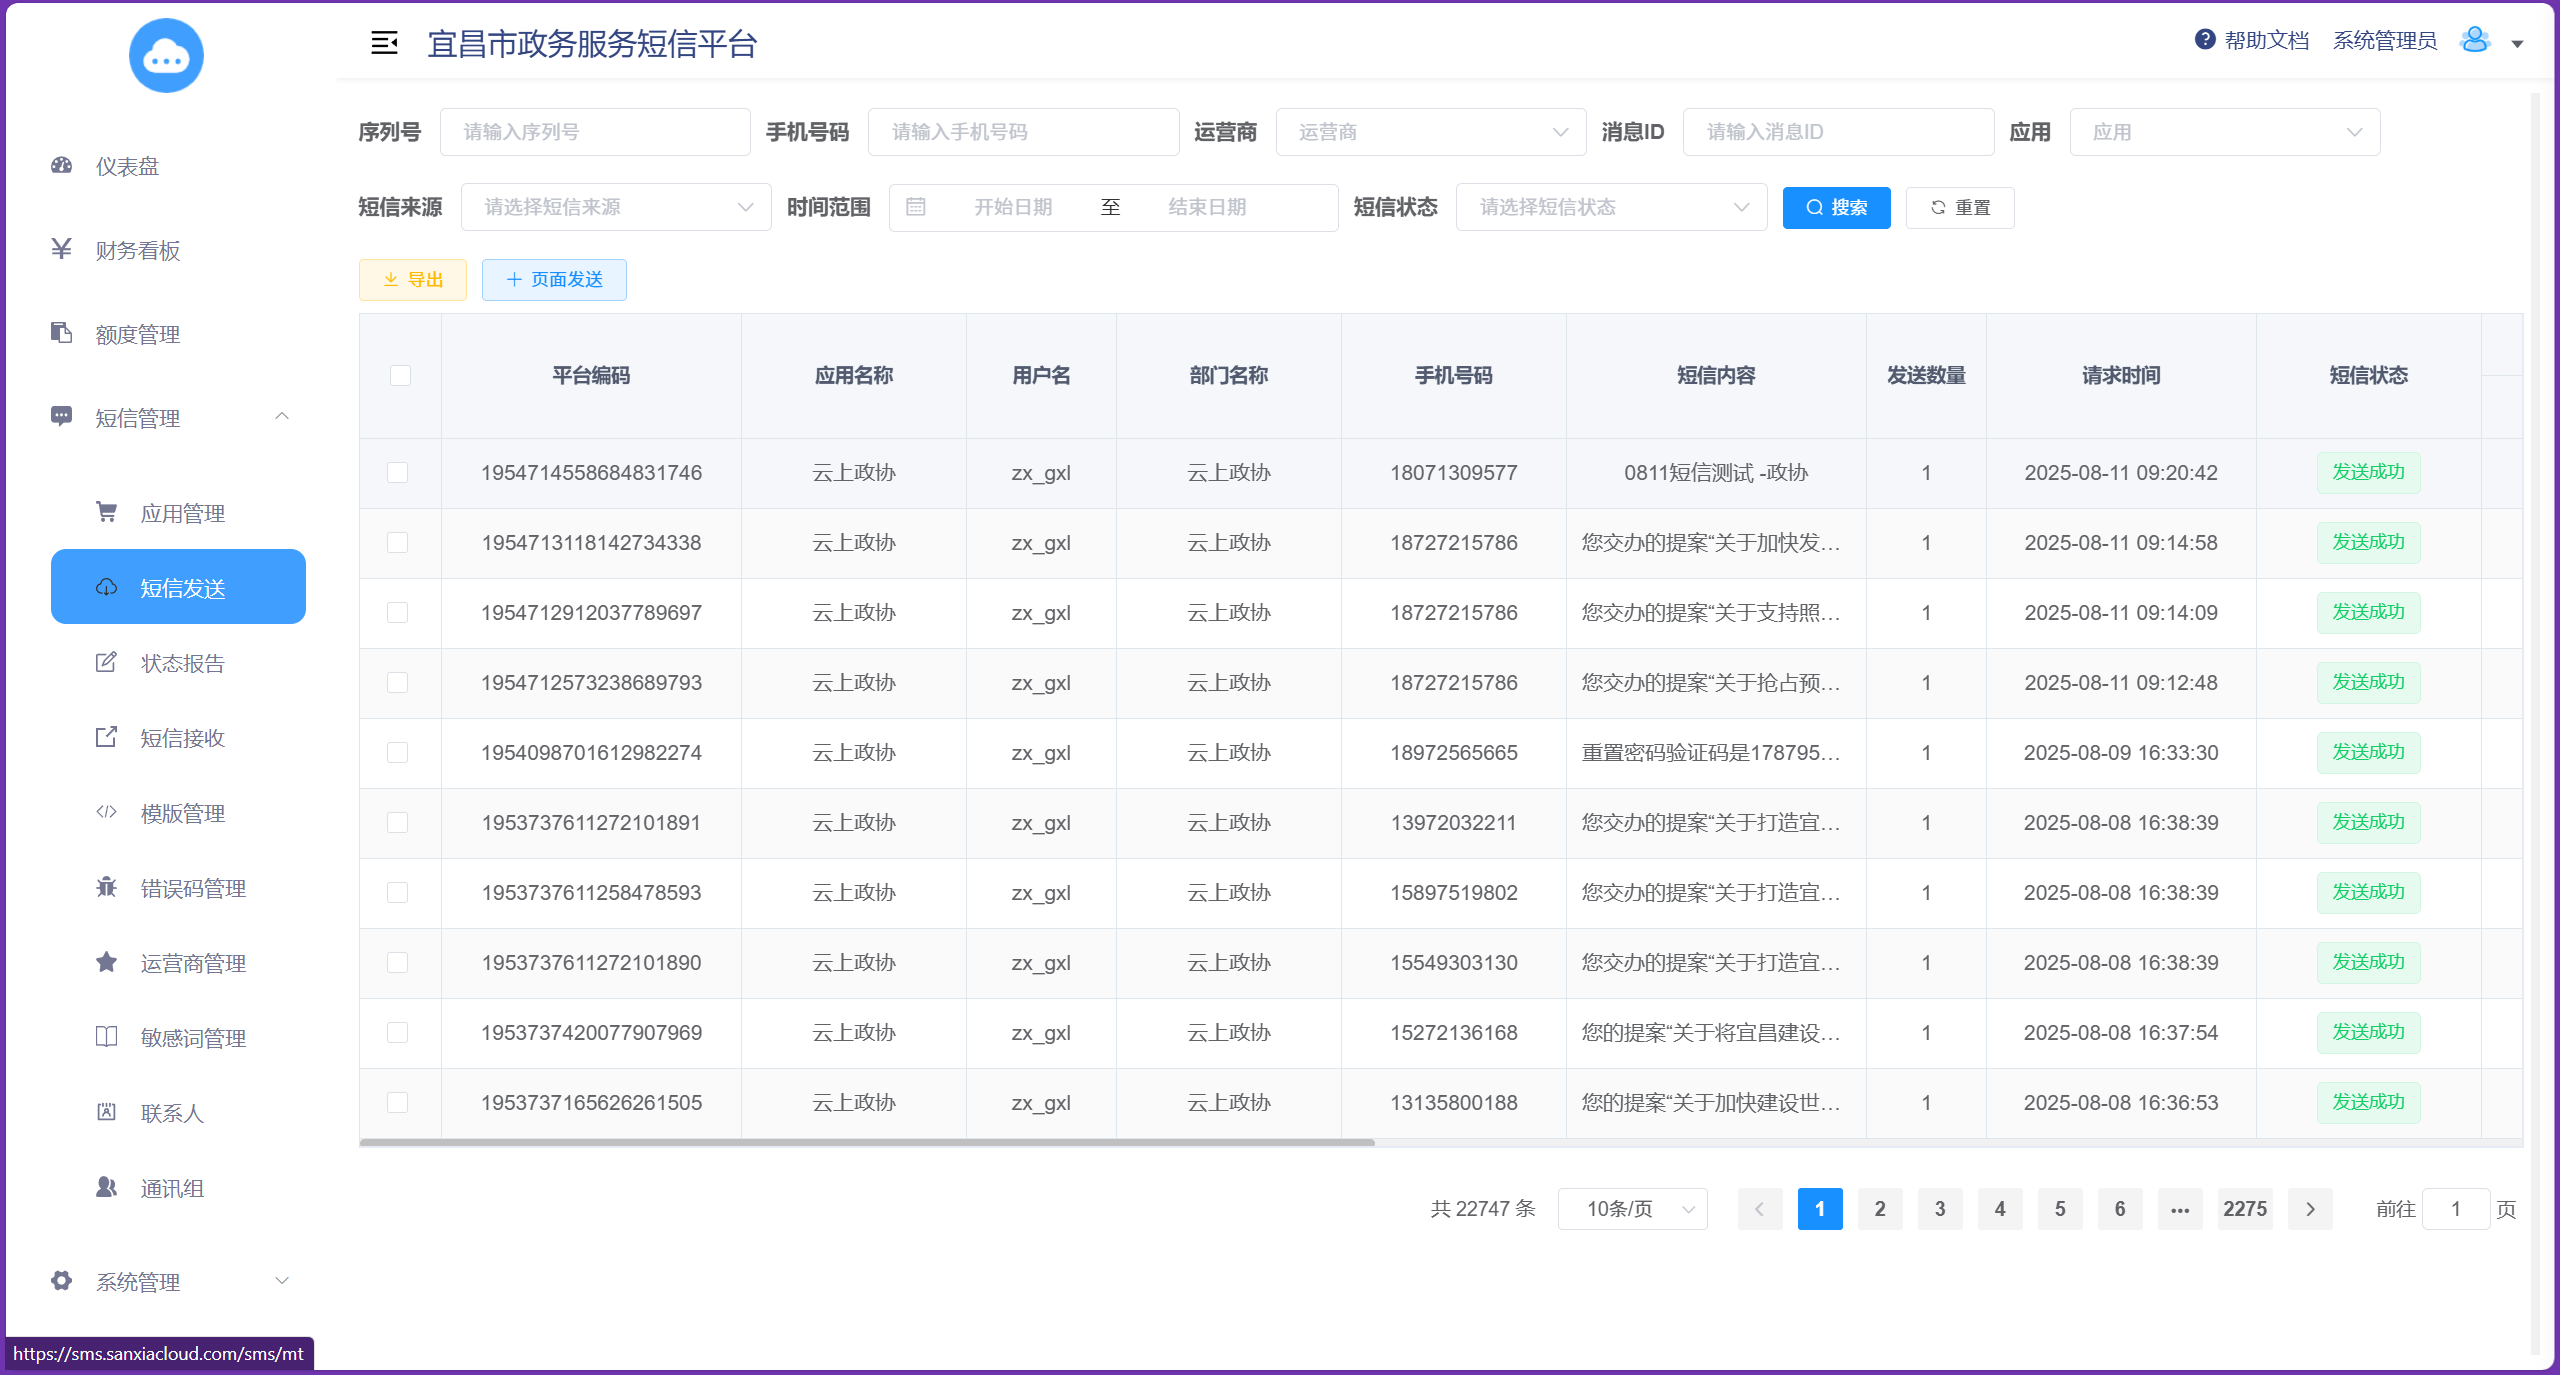 宜昌市政务服务短信平台
帮助文档 系统管理员
仪表盘
财务看板
额度管理
短信管理
应用管理
短信发送
状态报告
短信接收
模版管理
错误码管理
运营商管理
敏感词管理
联系人
通讯组
系统管理
序列号 请输入序列号 手机号码 请输入手机号码 运营商 运营商 消息ID 请输入消息ID 应用 应用
短信来源 请选择短信来源 时间范围 开始日期 至 结束日期 短信状态 请选择短信状态 搜索 重置
导出 页面发送
平台编码 应用名称 用户名 部门名称 手机号码 短信内容 发送数量 请求时间 短信状态
1954714558684831746 云上政协 zx_gxl 云上政协 18071309577 0811短信测试 -政协 1 2025-08-11 09:20:42 发送成功
1954713118142734338 云上政协 zx_gxl 云上政协 18727215786 您交办的提案“关于加快发… 1 2025-08-11 09:14:58 发送成功
1954712912037789697 云上政协 zx_gxl 云上政协 18727215786 您交办的提案“关于支持照… 1 2025-08-11 09:14:09 发送成功
1954712573238689793 云上政协 zx_gxl 云上政协 18727215786 您交办的提案“关于抢占预… 1 2025-08-11 09:12:48 发送成功
1954098701612982274 云上政协 zx_gxl 云上政协 18972565665 重置密码验证码是178795… 1 2025-08-09 16:33:30 发送成功
1953737611272101891 云上政协 zx_gxl 云上政协 13972032211 您交办的提案“关于打造宜… 1 2025-08-08 16:38:39 发送成功
1953737611258478593 云上政协 zx_gxl 云上政协 15897519802 您交办的提案“关于打造宜… 1 2025-08-08 16:38:39 发送成功
1953737611272101890 云上政协 zx_gxl 云上政协 15549303130 您交办的提案“关于打造宜… 1 2025-08-08 16:38:39 发送成功
1953737420077907969 云上政协 zx_gxl 云上政协 15272136168 您的提案“关于将宜昌建设… 1 2025-08-08 16:37:54 发送成功
1953737165626261505 云上政协 zx_gxl 云上政协 13135800188 您的提案“关于加快建设世… 1 2025-08-08 16:36:53 发送成功
共 22747 条 10条/页 1 2 3 4 5 6 ••• 2275 前往 1 页
https://sms.sanxiacloud.com/sms/mt